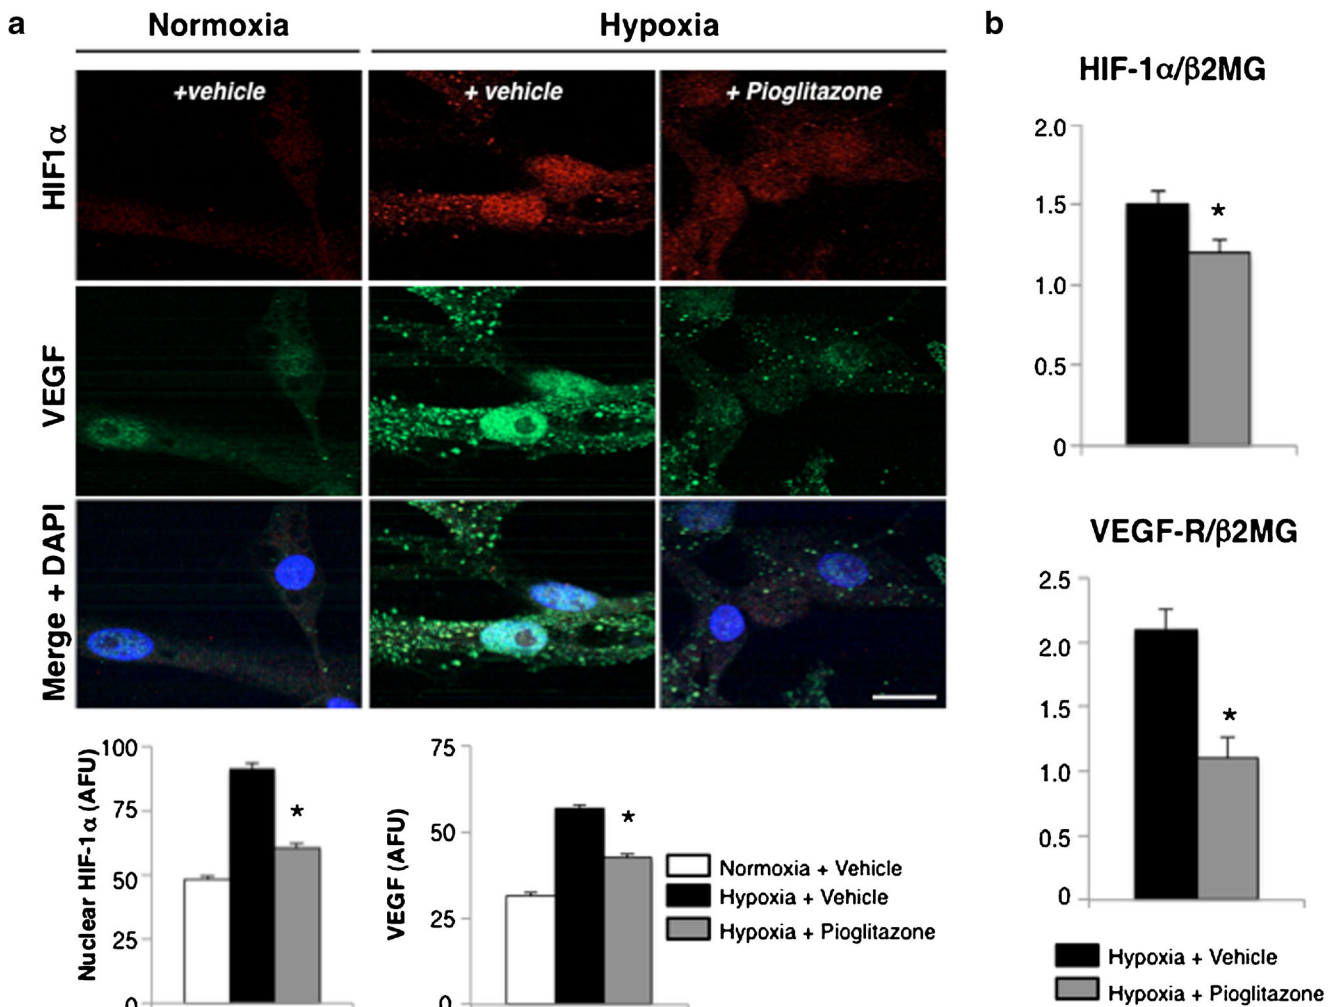 a
Normoxia Hypoxia
+vehicle + vehicle + Pioglitazone
HIF1α
VEGF
Merge + DAPI
Nuclear HIF-1α (AFU)
100
75
50
25
0
*
VEGF (AFU)
75
50
25
0
*
Normoxia + Vehicle
Hypoxia + Vehicle
Hypoxia + Pioglitazone
b
HIF-1α/β2MG
2.0
1.5
1.0
0.5
0
*
VEGF-R/β2MG
2.5
2.0
1.5
1.0
0.5
0
*
Hypoxia + Vehicle
Hypoxia + Pioglitazone